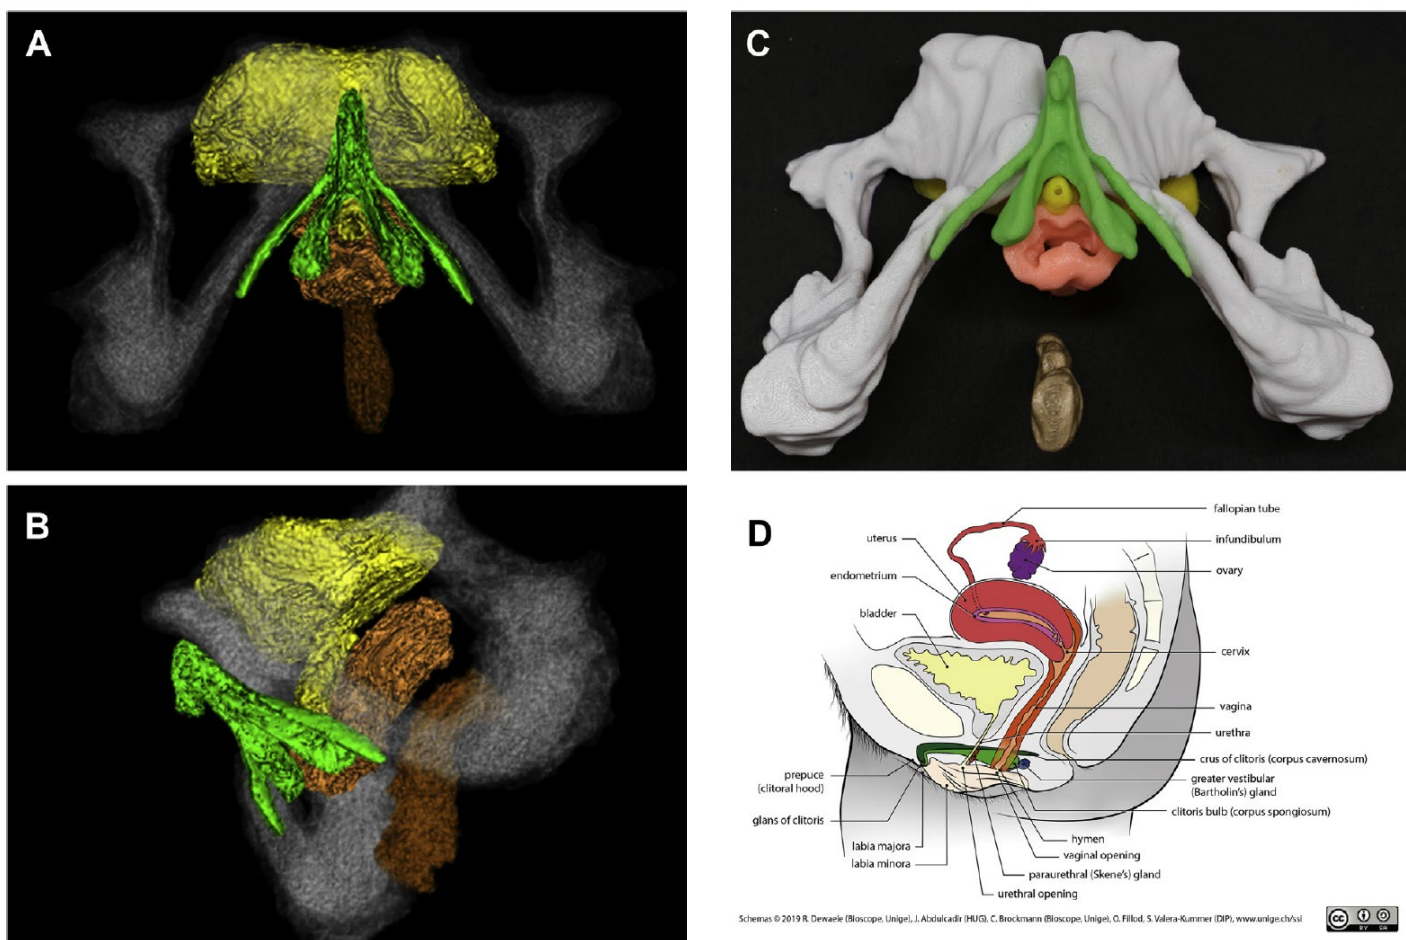 A
C
B
D
fallopian tube
uterus
infundibulum
endometrium
ovary
bladder
cervix
vagina
urethra
crus of clitoris (corpus cavernosum)
prepuce
(clitoral hood)
greater vestibular
(Bartholin's) gland
clitoris bulb (corpus spongiosum)
glans of clitoris
hymen
labia majora
vaginal opening
labia minora
paraurethral (Skene's) gland
urethral opening
Schemas © 2019 R. Dewaele (Bioscope, Unige), J. Abdulcadir (HUG), C. Brockmann (Bioscope, Unige), O. Fillod, S. Valera-Kummer (DIP), www.unige.ch/ssi
cc
BY SA